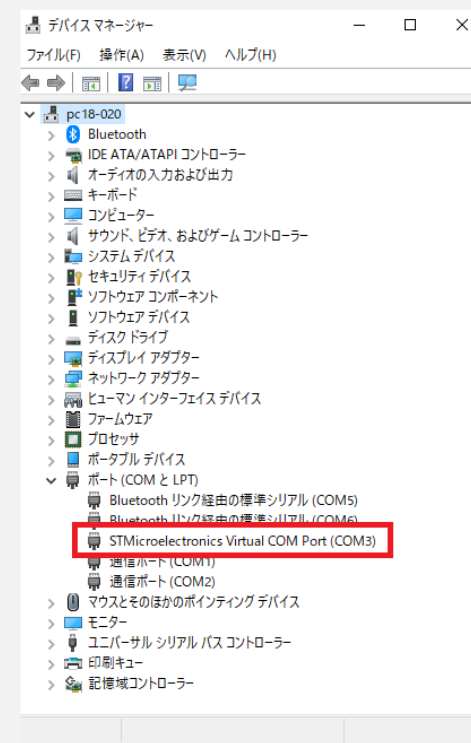 デバイス マネージャー
ファイル(F) 操作(A) 表示(V) ヘルプ(H)
pc18-020
Bluetooth
IDE ATA/ATAPI コントローラー
オーディオの入力および出力
キーボード
コンピューター
サウンド、ビデオ、およびゲーム コントローラー
システム デバイス
セキュリティ デバイス
ソフトウェア コンポーネント
ソフトウェア デバイス
ディスク ドライブ
ディスプレイ アダプター
ネットワーク アダプター
ヒューマン インターフェイス デバイス
ファームウェア
プロセッサ
ポータブル デバイス
ポート (COM と LPT)
Bluetooth リンク経由の標準シリアル (COM5)
Bluetooth リンク経由の標準シリアル (COM6)
STMicroelectronics Virtual COM Port (COM3)
通信ポート (COM1)
通信ポート (COM2)
マウスとそのほかのポインティング デバイス
モニター
ユニバーサル シリアル バス コントローラー
印刷キュー
記憶域コントローラー